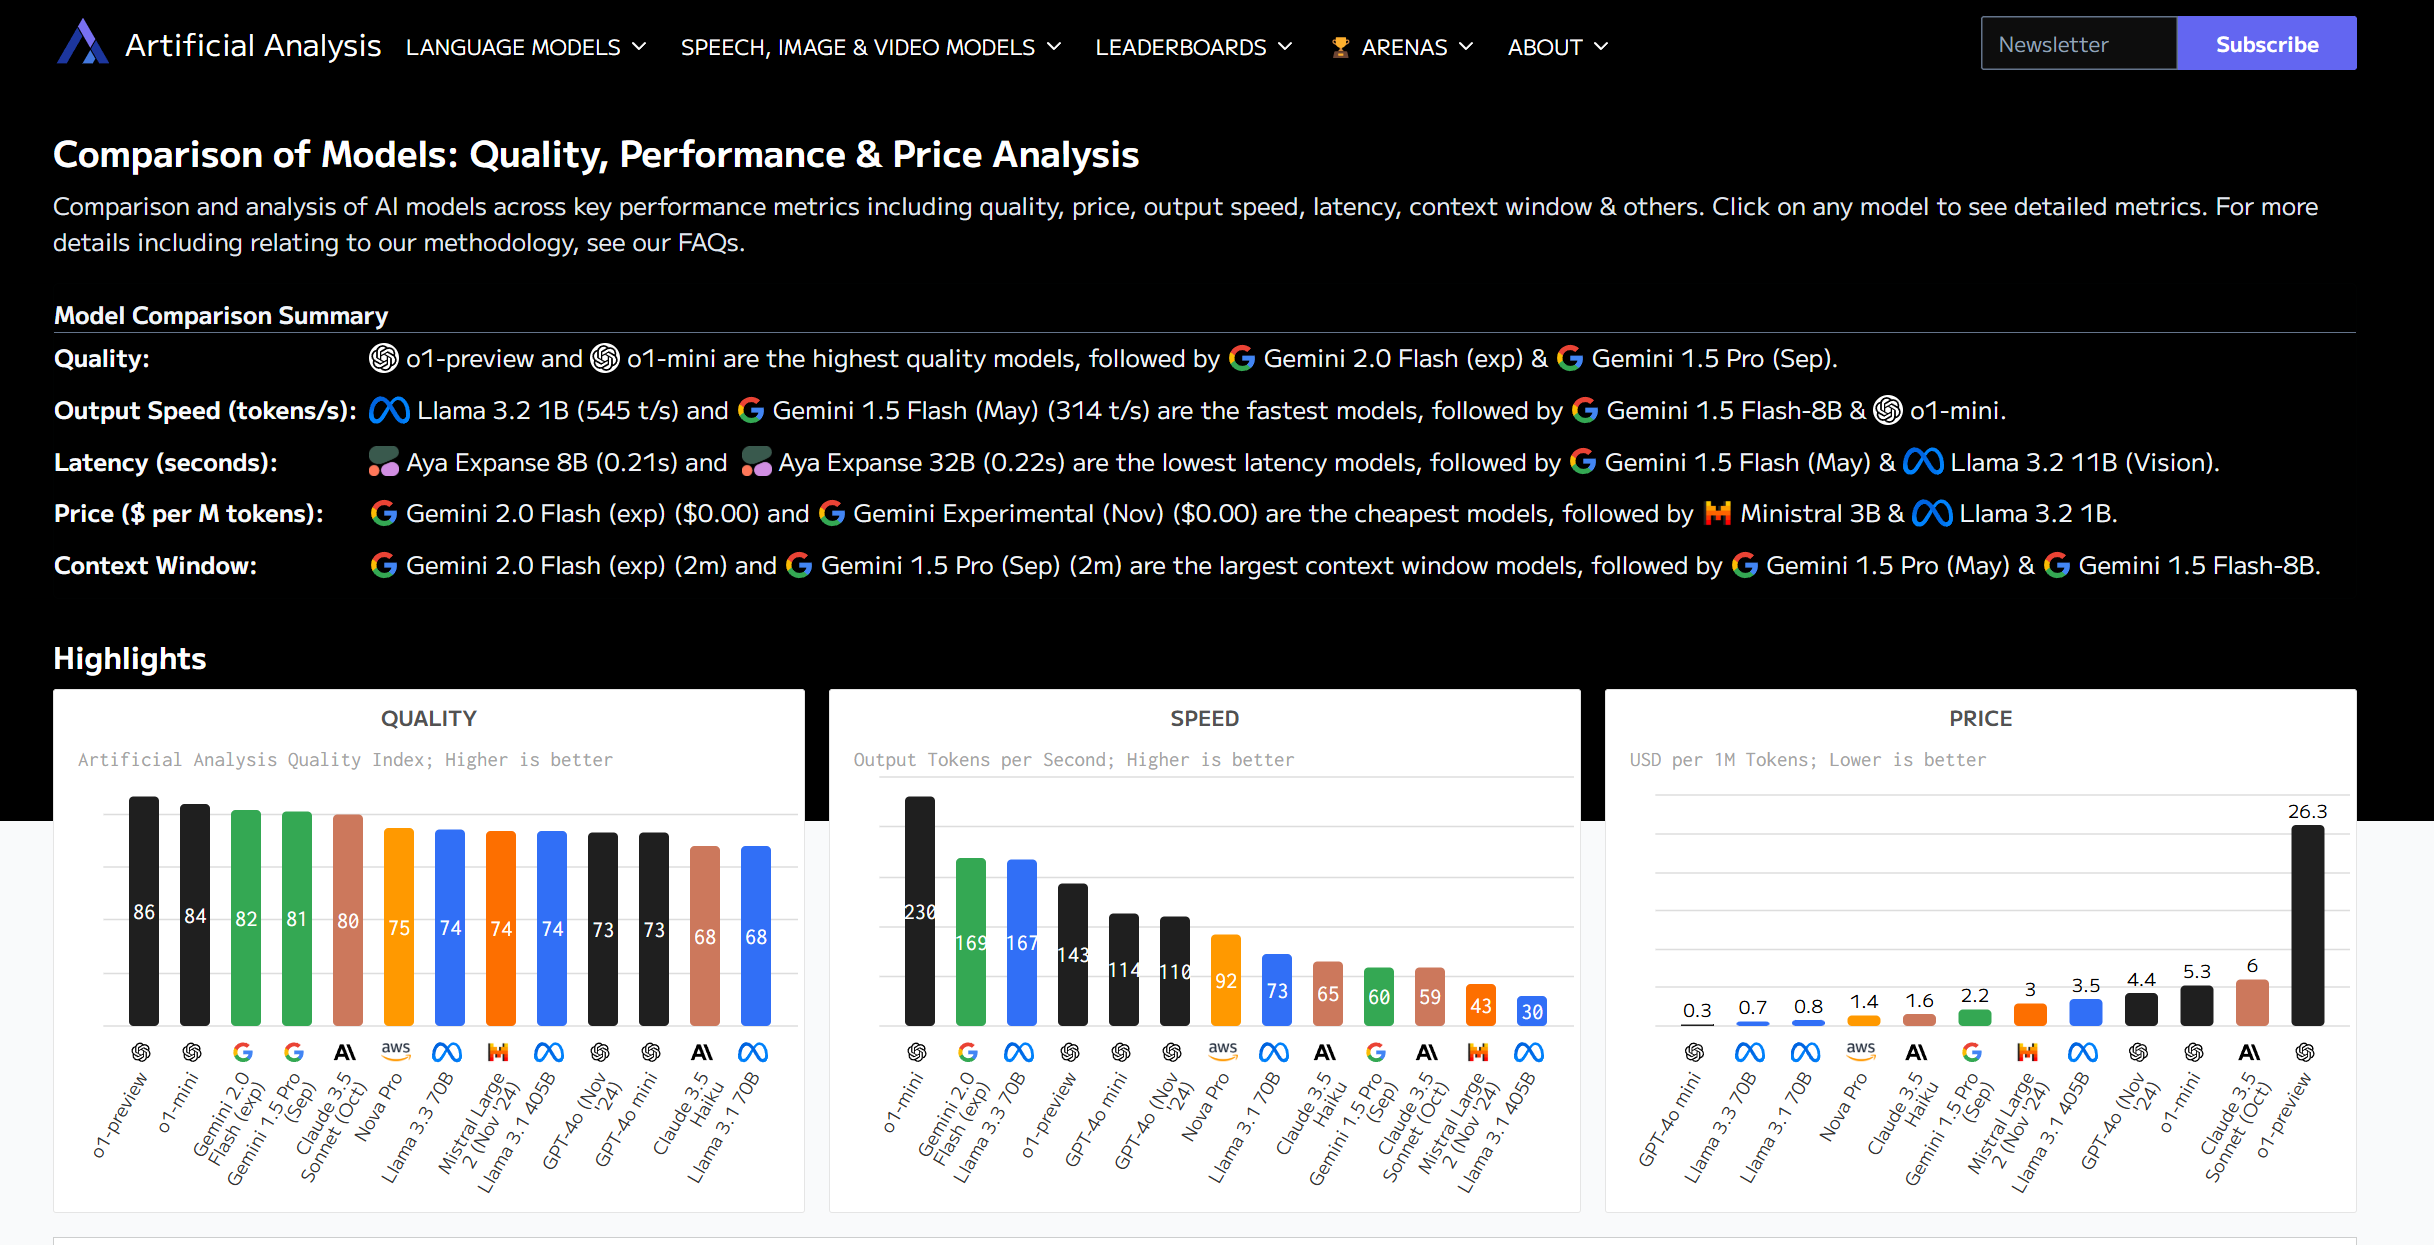 Artificial Analysis LANGUAGE MODELS SPEECH, IMAGE & VIDEO MODELS LEADERBOARDS ARENAS ABOUT Newsletter Subscribe
Comparison of Models: Quality, Performance & Price Analysis
Comparison and analysis of AI models across key performance metrics including quality, price, output speed, latency, context window & others. Click on any model to see detailed metrics. For more
details including relating to our methodology, see our FAQs.
Model Comparison Summary
Quality: o1-preview and o1-mini are the highest quality models, followed by Gemini 2.0 Flash (exp) & Gemini 1.5 Pro (Sep).
Output Speed (tokens/s): Llama 3.2 1B (545 t/s) and Gemini 1.5 Flash (May) (314 t/s) are the fastest models, followed by Gemini 1.5 Flash-8B & o1-mini.
Latency (seconds): Aya Expanse 8B (0.21s) and Aya Expanse 32B (0.22s) are the lowest latency models, followed by Gemini 1.5 Flash (May) & Llama 3.2 11B (Vision).
Price ($ per M tokens): Gemini 2.0 Flash (exp) ($0.00) and Gemini Experimental (Nov) ($0.00) are the cheapest models, followed by Ministral 3B & Llama 3.2 1B.
Context Window: Gemini 2.0 Flash (exp) (2m) and Gemini 1.5 Pro (Sep) (2m) are the largest context window models, followed by Gemini 1.5 Pro (May) & Gemini 1.5 Flash-8B.
Highlights
QUALITY
Artificial Analysis Quality Index; Higher is better
86 84 82 81 80 75 74 74 74 73 73 68 68
aws
o1-preview
o1-mini
Gemini 2.0
Flash (exp)
Gemini 1.5 Pro
(Sep)
Claude 3.5
Sonnet (Oct)
Nova Pro
Llama 3.3 70B
Mistral Large
2 (Nov '24)
Llama 3.1 405B
GPT-4o (Nov
'24)
GPT-4o mini
Claude 3.5
Haiku
Llama 3.1 70B
SPEED
Output Tokens per Second; Higher is better
230 169 167 143 114 110 92 73 65 60 59 43 30
aws
o1-mini
Gemini 2.0
Flash (exp)
Llama 3.3 70B
o1-preview
GPT-4o mini
GPT-4o (Nov
'24)
Nova Pro
Llama 3.1 70B
Claude 3.5
Haiku
Gemini 1.5 Pro
(Sep)
Claude 3.5
Sonnet (Oct)
Mistral Large
2 (Nov '24)
Llama 3.1 405B
PRICE
USD per 1M Tokens; Lower is better
0.3 0.7 0.8 1.4 1.6 2.2 3 3.5 4.4 5.3 6 26.3
aws
GPT-4o mini
Llama 3.3 70B
Llama 3.1 70B
Nova Pro
Claude 3.5
Haiku
Gemini 1.5 Pro
(Sep)
Mistral Large
2 (Nov '24)
Llama 3.1 405B
GPT-4o (Nov
'24)
o1-mini
Claude 3.5
Sonnet (Oct)
o1-preview